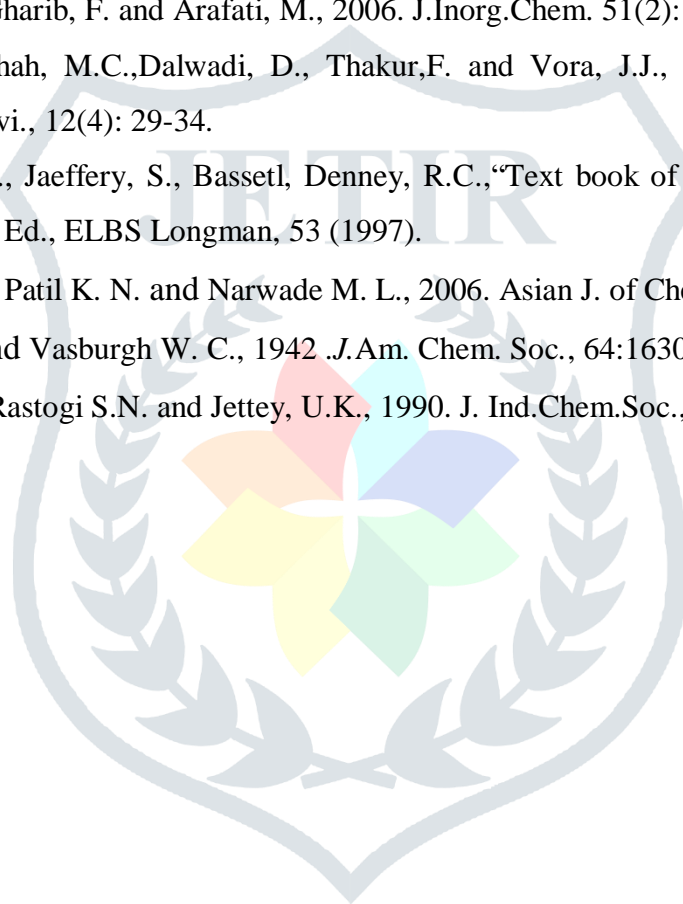 Gharib, F. and Arafati, M., 2006. J.Inorg.Chem. 51(2):
hah, M.C.,Dalwadi, D., Thakur,F. and Vora, J.J.,
vi., 12(4): 29-34.
., Jaeffery, S., Bassetl, Denney, R.C.,“Text book of
Ed., ELBS Longman, 53 (1997).
Patil K. N. and Narwade M. L., 2006. Asian J. of Che
nd Vasburgh W. C., 1942 .J.Am. Chem. Soc., 64:1630
Rastogi S.N. and Jettey, U.K., 1990. J. Ind.Chem.Soc.,
JETIR